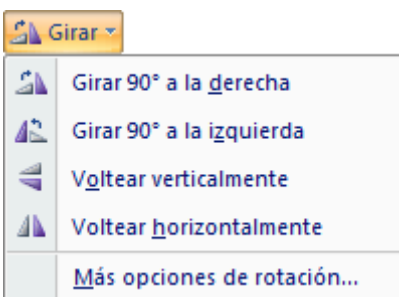 Girar
Girar 90° a la derecha
Girar 90° a la izquierda
Voltear verticalmente
Voltear horizontalmente
Más opciones de rotación...